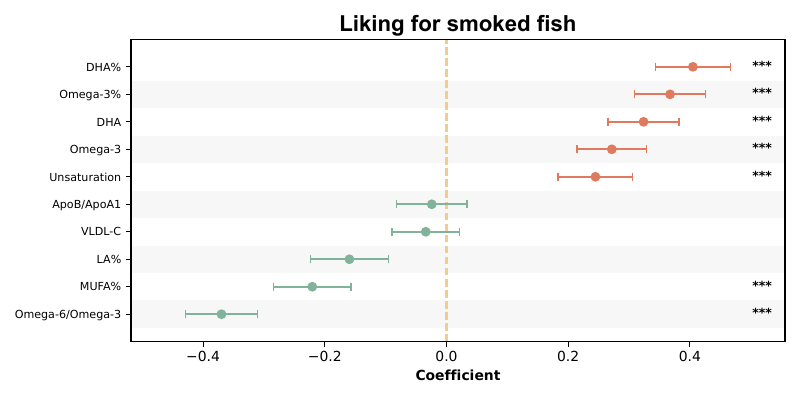 Liking for smoked fish
DHA% ***
Omega-3% ***
DHA ***
Omega-3 ***
Unsaturation ***
ApoB/ApoA1
VLDL-C
LA%
MUFA% ***
Omega-6/Omega-3 ***
−0.4 −0.2 0.0 0.2 0.4
Coefficient